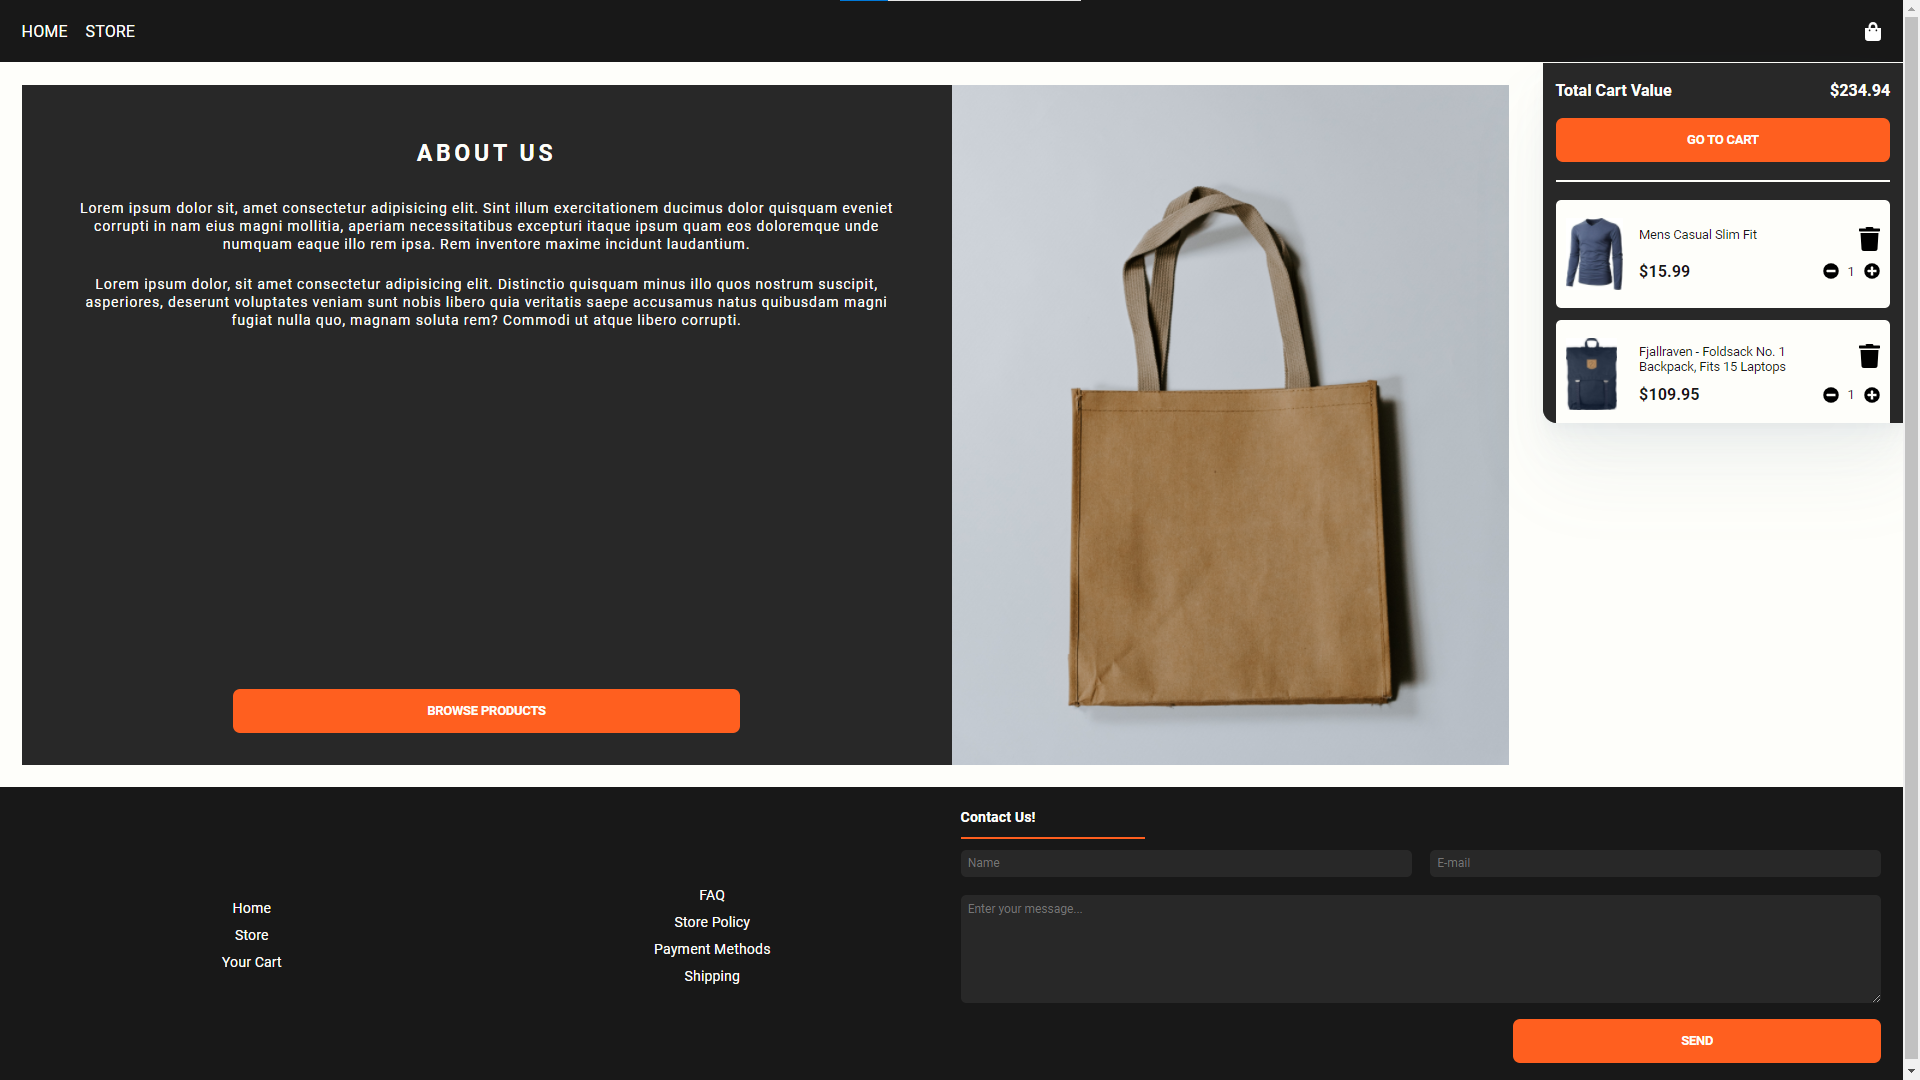 HOME STORE
Total Cart Value $234.94
GO TO CART
ABOUT US
Lorem ipsum dolor sit, amet consectetur adipisicing elit. Sint illum exercitationem ducimus dolor quisquam eveniet
corrupti in nam eius magni mollitia, aperiam necessitatibus excepturi itaque ipsum quam eos doloremque unde
numquam eaque illo rem ipsa. Rem inventore maxime incidunt laudantium.
Lorem ipsum dolor, sit amet consectetur adipisicing elit. Distinctio quisquam minus illo quos nostrum suscipit,
asperiores, deserunt voluptates veniam sunt nobis libero quia veritatis saepe accusamus natus quibusdam magni
fugiat nulla quo, magnam soluta rem? Commodi ut atque libero corrupti.
BROWSE PRODUCTS
Mens Casual Slim Fit
$15.99 1
Fjallraven - Foldsack No. 1
Backpack, Fits 15 Laptops
$109.95 1
Home
Store
Your Cart
FAQ
Store Policy
Payment Methods
Shipping
Contact Us!
Name E-mail
Enter your message...
SEND